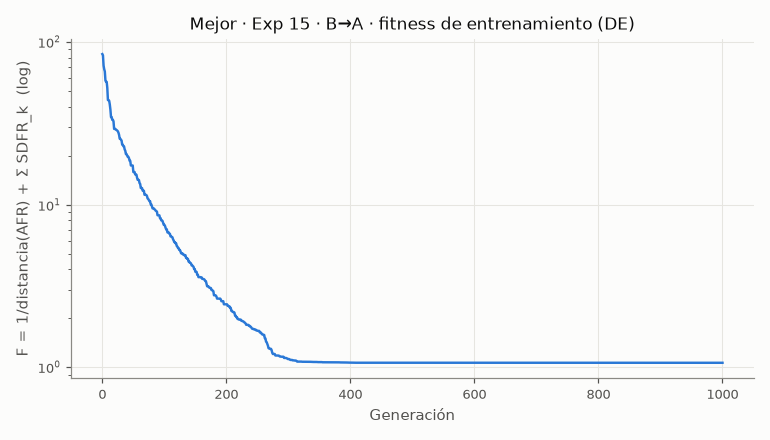 Mejor · Exp 15 · B→A · fitness de entrenamiento (DE)
F = 1/distancia(AFR) + Σ SDFR_k (log)
10²
10¹
10⁰
0 200 400 600 800 1000
Generación